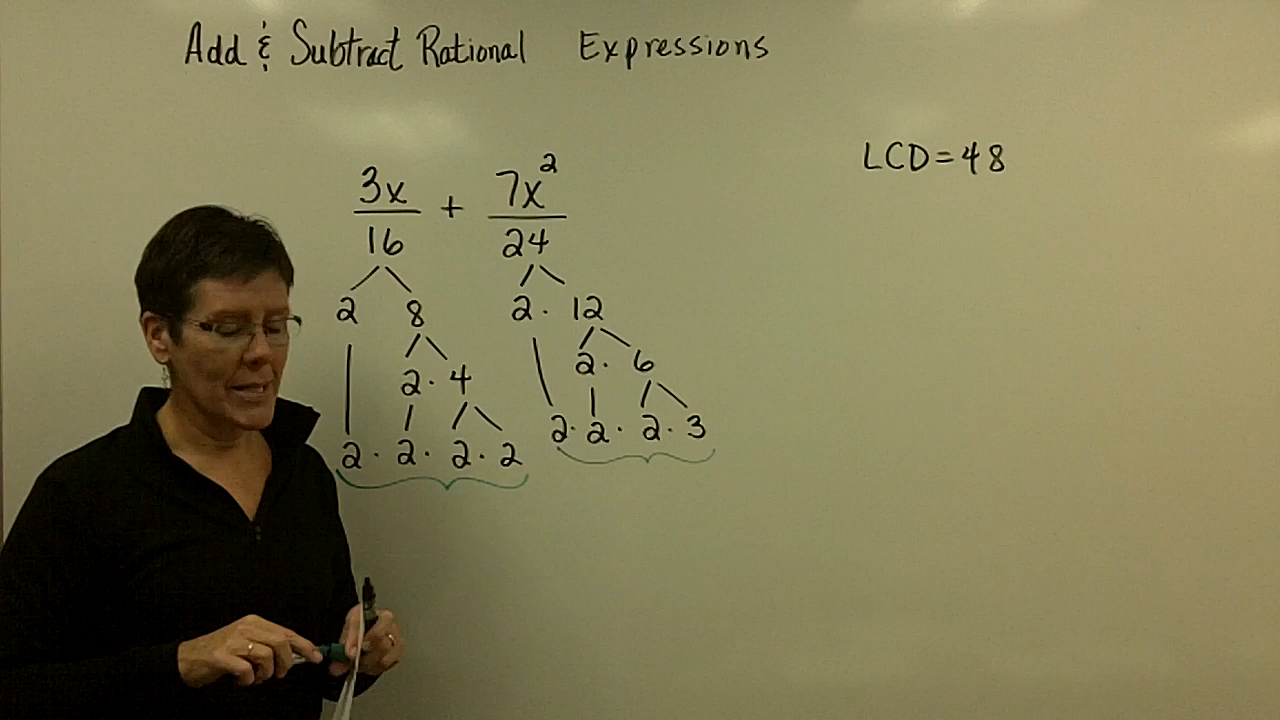 Add & Subtract Rational Expressions
LCD = 48
3x + 7x²
16 24
2 8 2 · 12
2 · 4 2 · 6
2 · 2 · 2 · 2 2 · 2 · 2 · 3